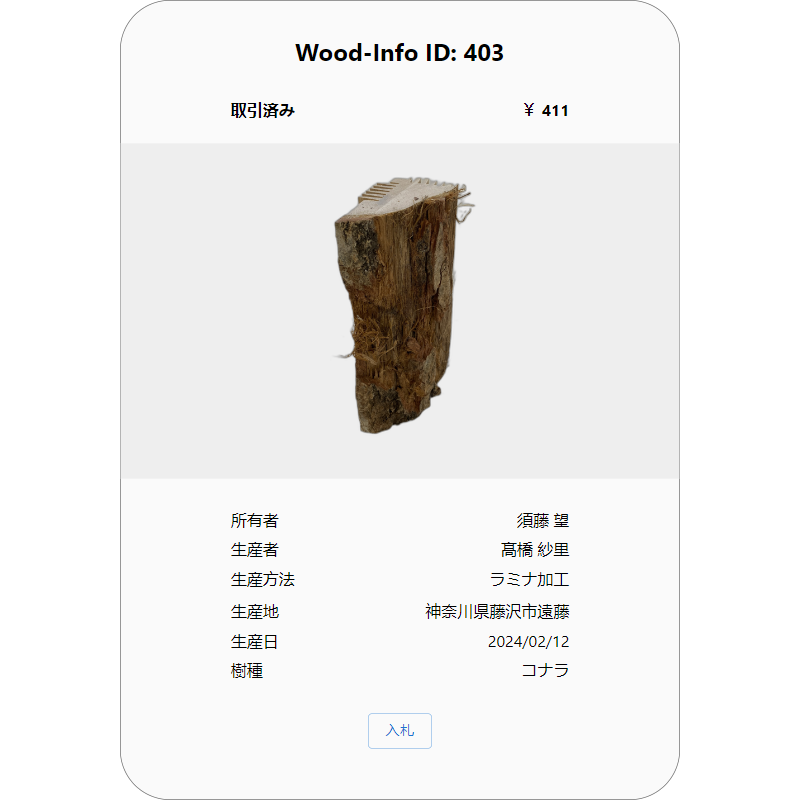 Wood-Info ID: 403
取引済み ￥ 411
所有者 須藤 望
生産者 髙橋 紗里
生産方法 ラミナ加工
生産地 神奈川県藤沢市遠藤
生産日 2024/02/12
樹種 コナラ
入札